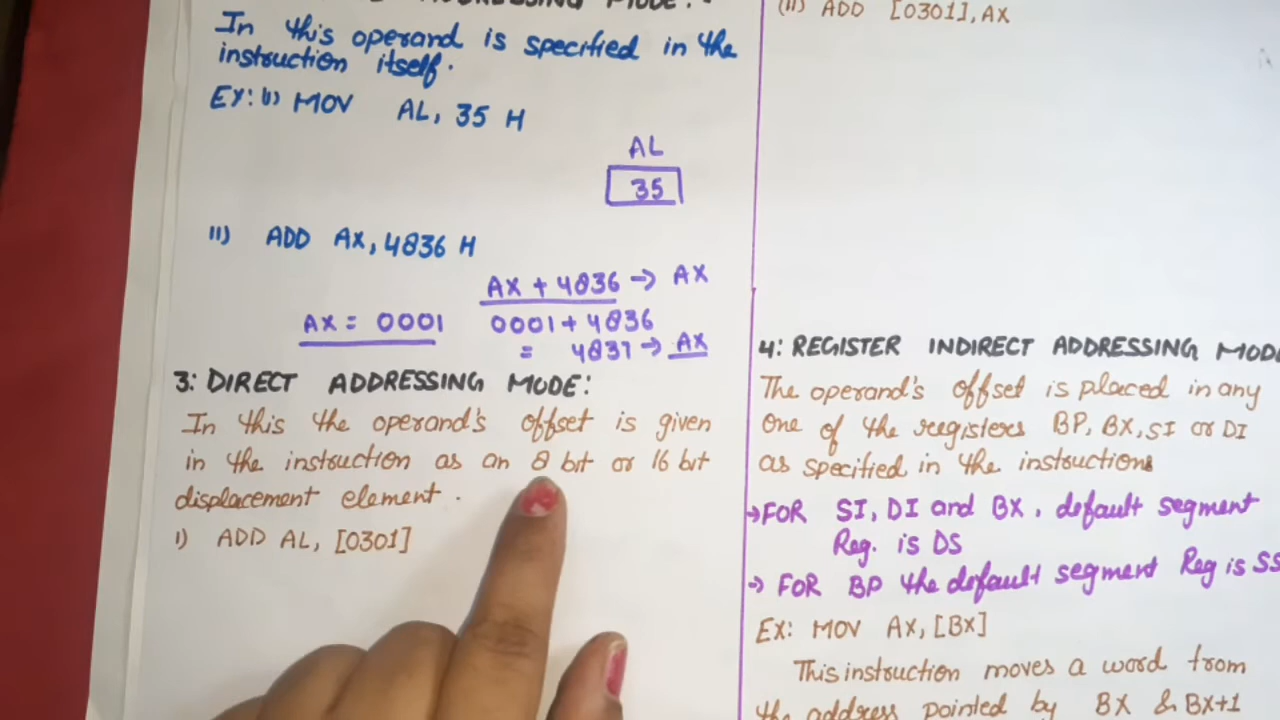 ADDRESSING MODE:
In this operand is specified in the
instruction itself.
Ex: i) MOV AL, 35 H
AL
35
ii) ADD AX, 4836 H
AX + 4836 → AX
AX = 0001 0001 + 4836
= 4837 → AX
3: DIRECT ADDRESSING MODE:
In this the operand's offset is given
in the instruction as an 8 bit or 16 bit
displacement element.
i) ADD AL, [0301]
(ii) ADD [0301], AX
4: REGISTER INDIRECT ADDRESSING MODE
The operand's offset is placed in any
one of the registers BP, BX, SI or DI
as specified in the instructions
→ FOR SI, DI and BX, default segment
Reg. is DS
→ FOR BP the default segment Reg is SS
Ex: MOV AX, [BX]
This instruction moves a word from
the address pointed by BX & BX+1